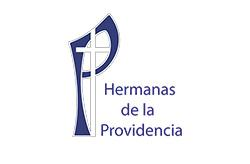 Hermanas
de la
Providencia